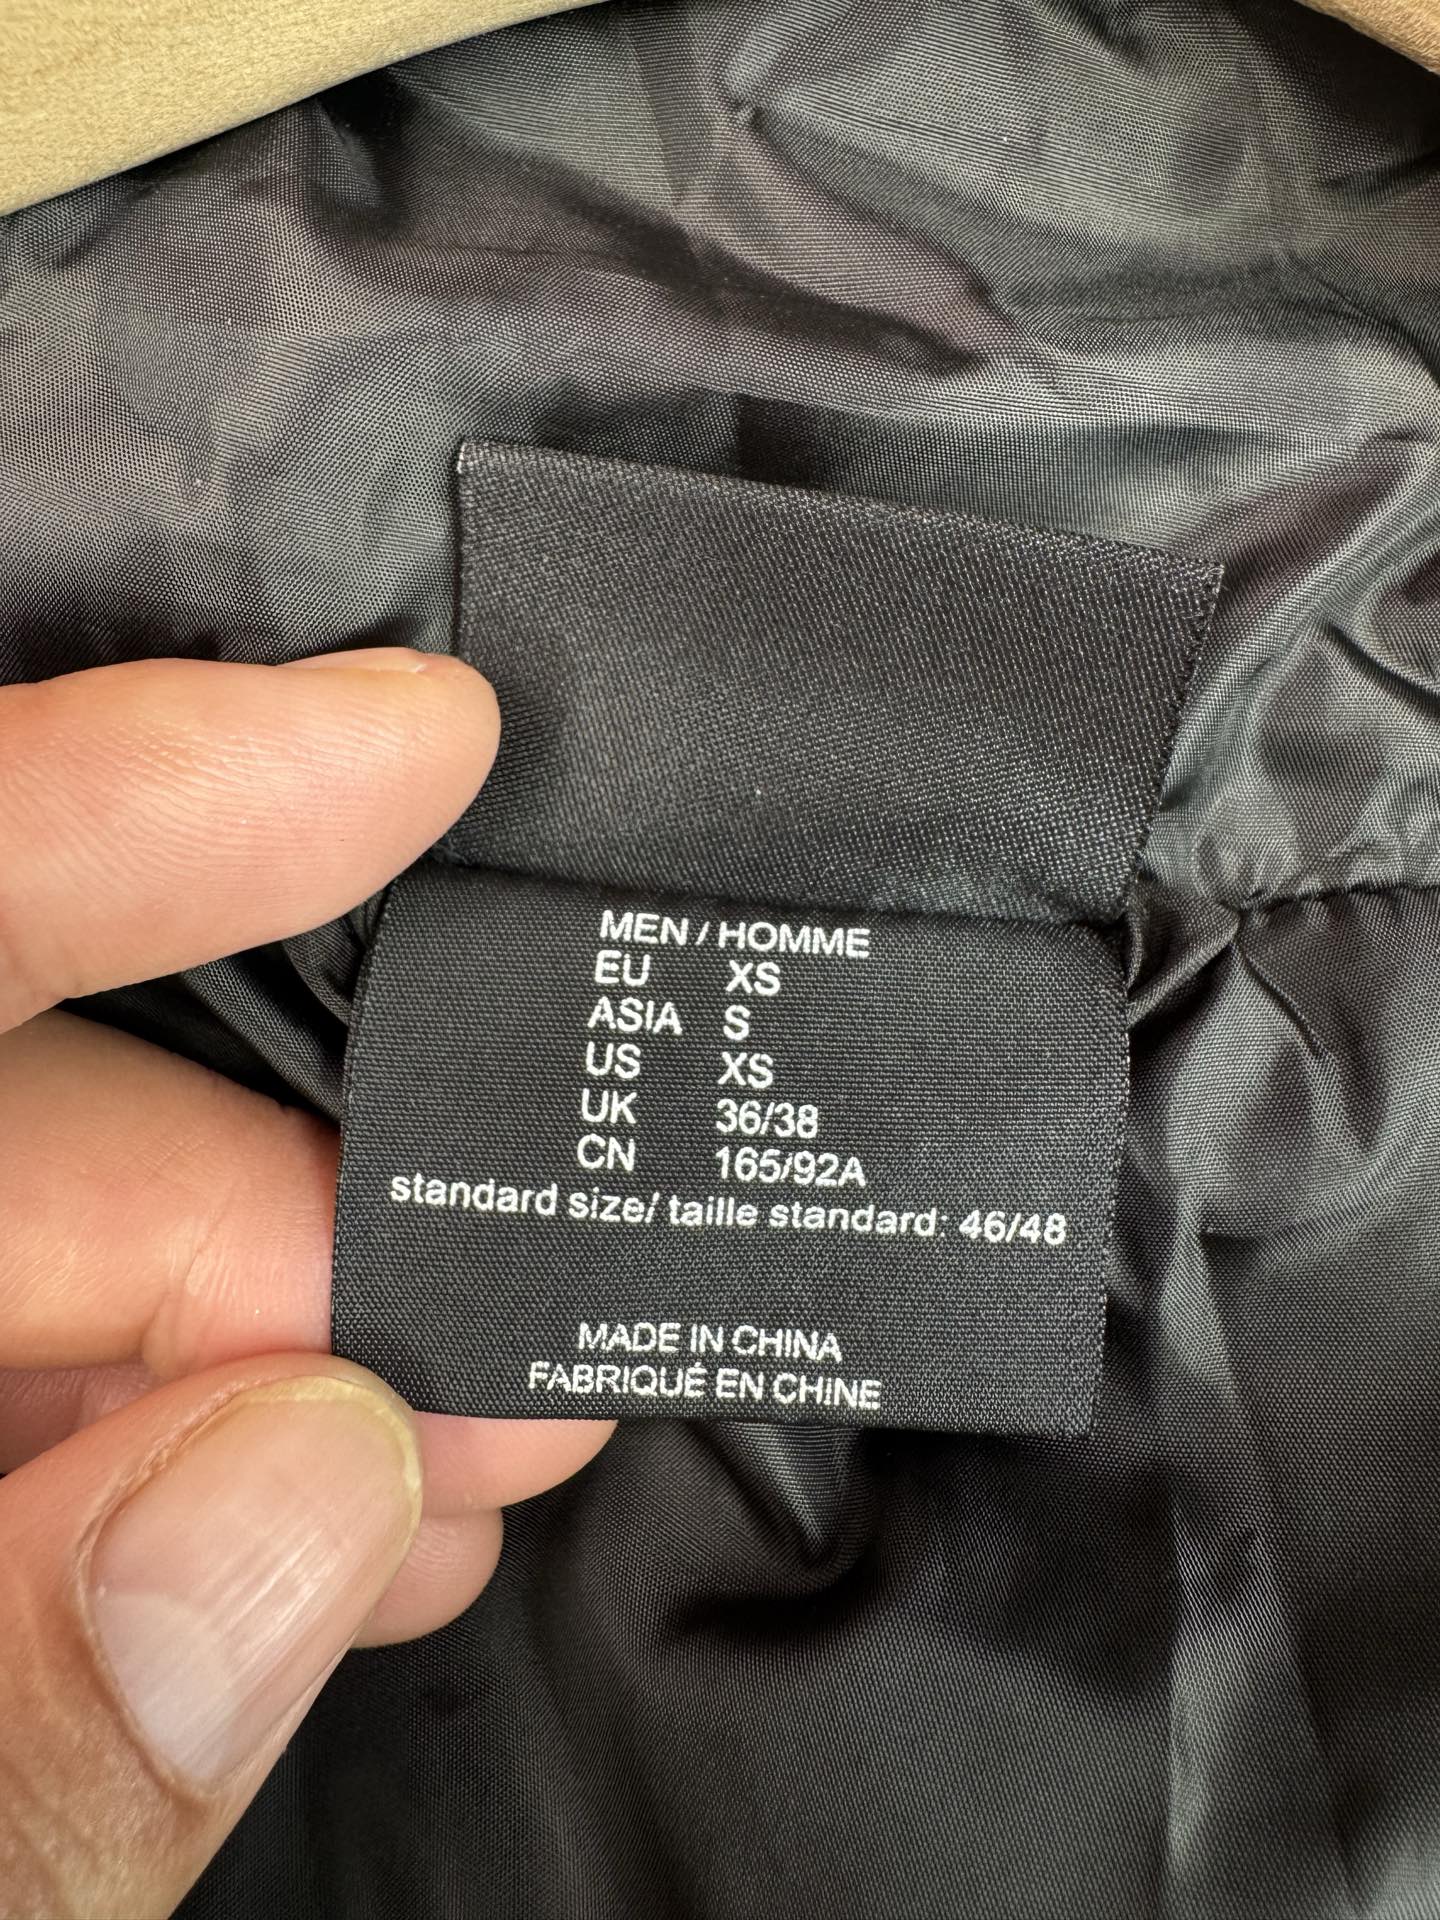 MEN / HOMME
EU XS
ASIA S
US XS
UK 36/38
CN 165/92A
standard size/ taille standard: 46/48
MADE IN CHINA
FABRIQUÉ EN CHINE